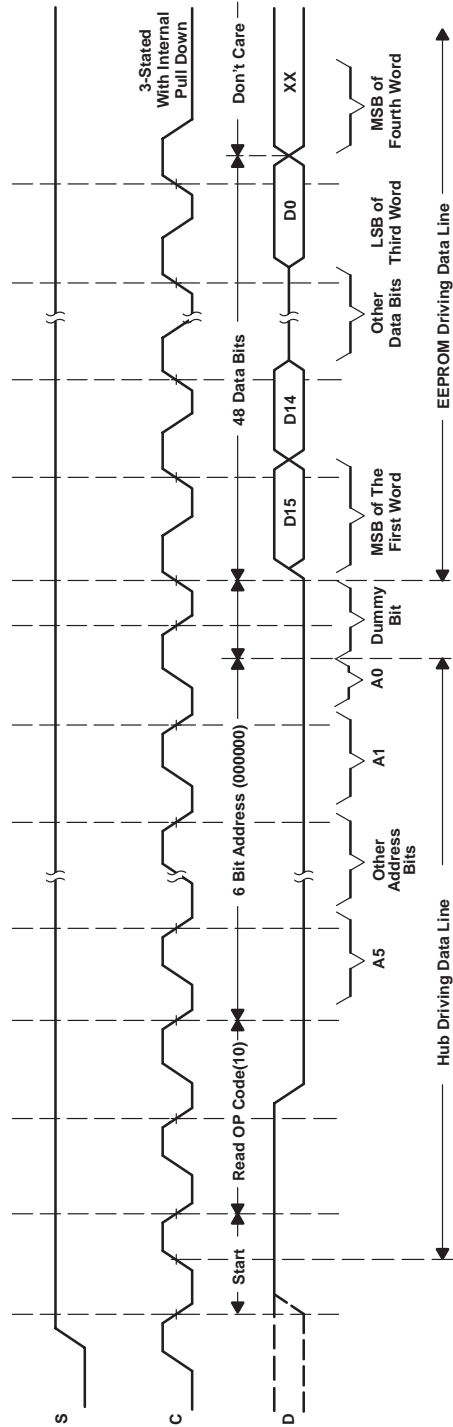 S
C
D
3-Stated
With Internal
Pull Down
Start
Read OP Code(10)
6 Bit Address (000000)
48 Data Bits
Don't Care
D15
D14
D0
XX
A5
Other
Address
Bits
A1
A0
Dummy
Bit
MSB of The
First Word
Other
Data Bits
LSB of
Third Word
MSB of
Fourth Word
Hub Driving Data Line
EEPROM Driving Data Line